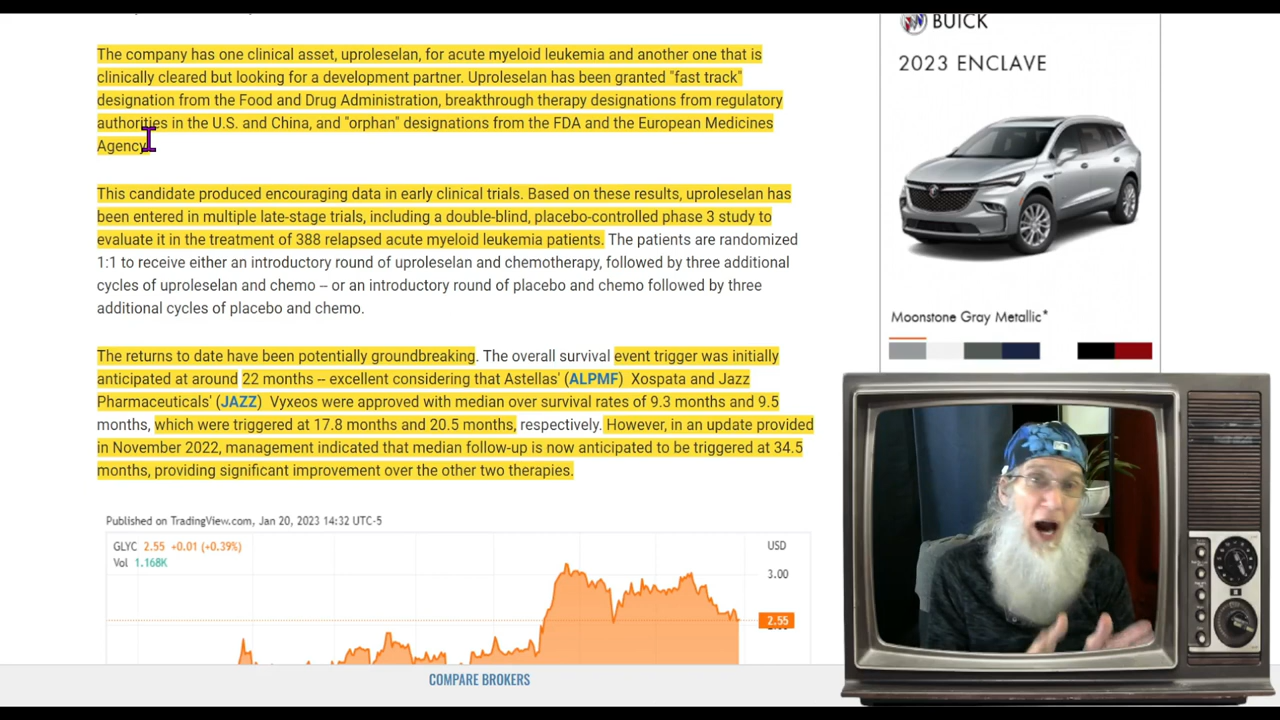 The company has one clinical asset, uproleselan, for acute myeloid leukemia and another one that is
clinically cleared but looking for a development partner. Uproleselan has been granted "fast track"
designation from the Food and Drug Administration, breakthrough therapy designations from regulatory
authorities in the U.S. and China, and "orphan" designations from the FDA and the European Medicines
Agency.
This candidate produced encouraging data in early clinical trials. Based on these results, uproleselan has
been entered in multiple late-stage trials, including a double-blind, placebo-controlled phase 3 study to
evaluate it in the treatment of 388 relapsed acute myeloid leukemia patients. The patients are randomized
1:1 to receive either an introductory round of uproleselan and chemotherapy, followed by three additional
cycles of uproleselan and chemo -- or an introductory round of placebo and chemo followed by three
additional cycles of placebo and chemo.
The returns to date have been potentially groundbreaking. The overall survival event trigger was initially
anticipated at around 22 months -- excellent considering that Astellas' (ALPMF) Xospata and Jazz
Pharmaceuticals' (JAZZ) Vyxeos were approved with median over survival rates of 9.3 months and 9.5
months, which were triggered at 17.8 months and 20.5 months, respectively. However, in an update provided
in November 2022, management indicated that median follow-up is now anticipated to be triggered at 34.5
months, providing significant improvement over the other two therapies.
Published on TradingView.com, Jan 20, 2023 14:32 UTC-5
GLYC 2.55 +0.01 (+0.39%)
Vol 1.168K
USD
3.00
2.55
COMPARE BROKERS
BUICK
2023 ENCLAVE
Moonstone Gray Metallic*